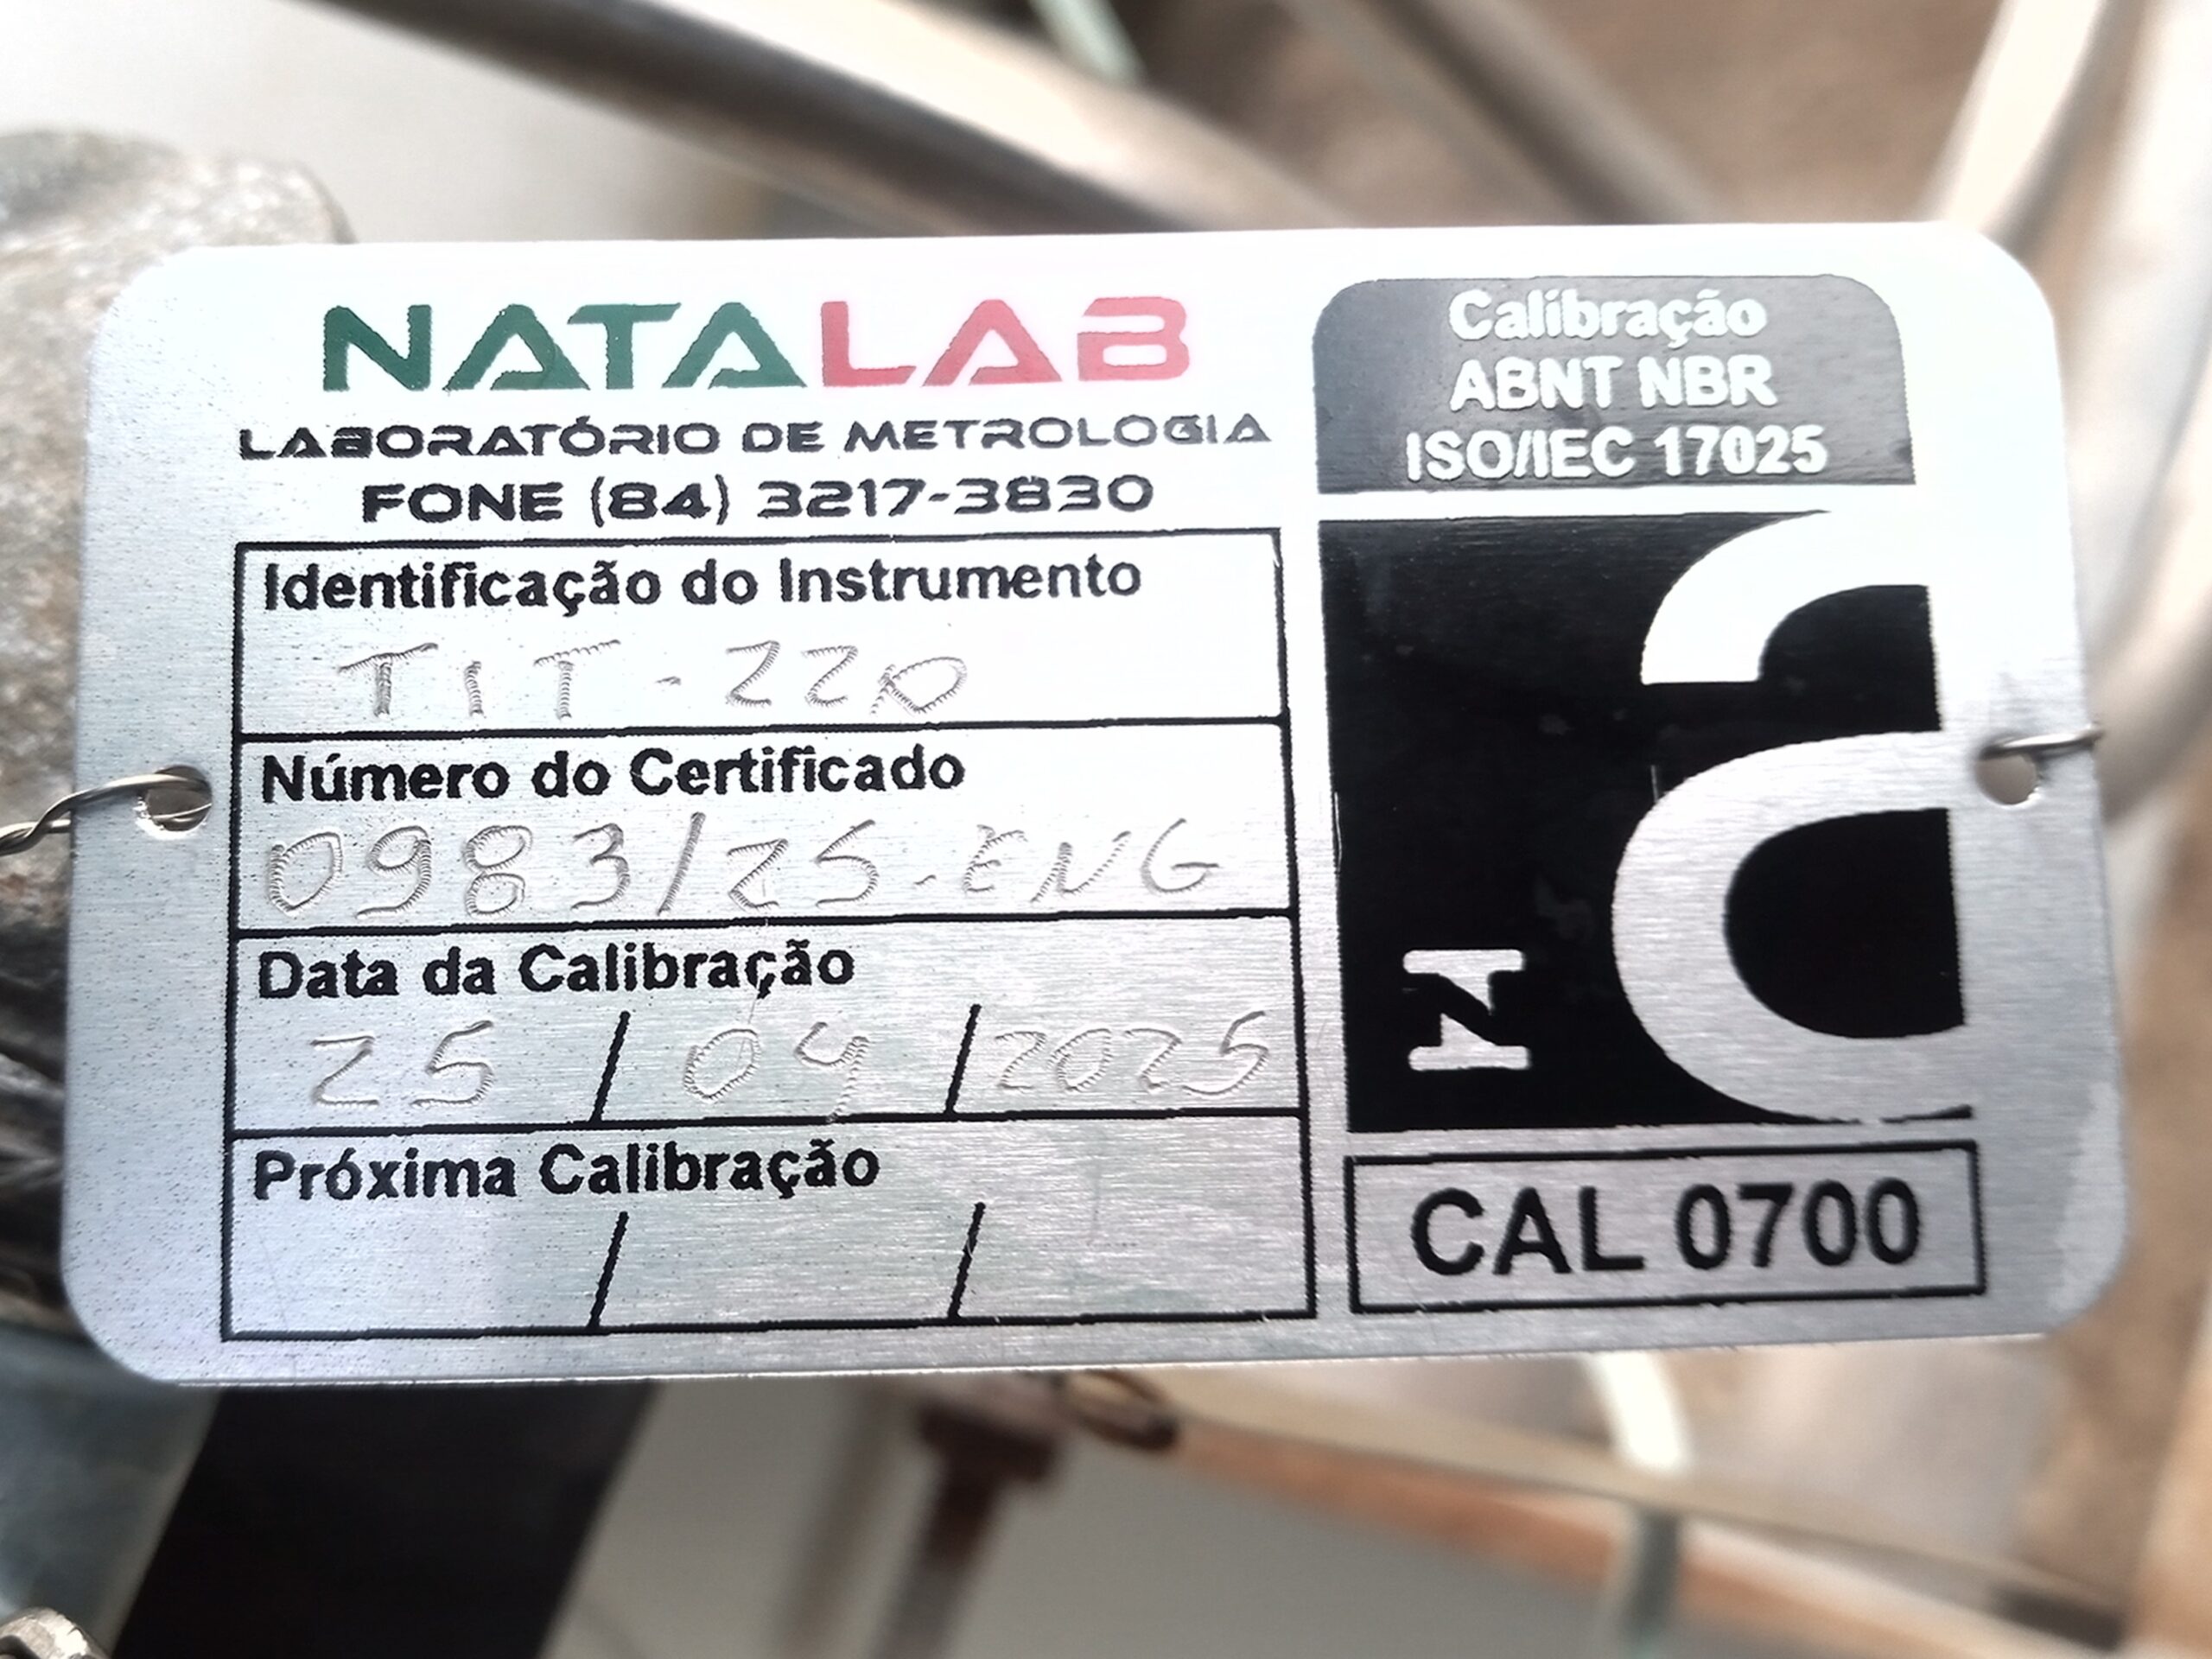 NATALAB
LABORATÓRIO DE METROLOGIA
FONE (84) 3217-3830
Identificação do Instrumento
TIT-220
Número do Certificado
0983/25-ENG
Data da Calibração
25/04/2025
Próxima Calibração
/ /
Calibração
ABNT NBR
ISO/IEC 17025
CAL 0700